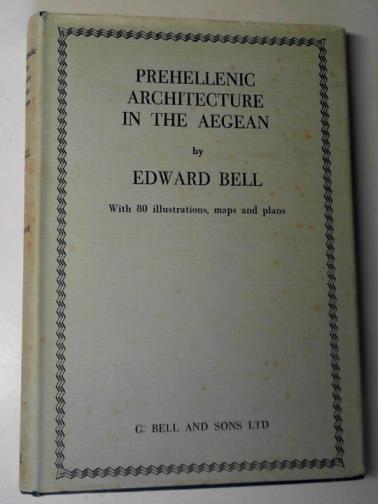 PREHELLENIC
ARCHITECTURE
IN THE AEGEAN
by
EDWARD BELL
With 80 illustrations, maps and plans
G. BELL AND SONS LTD